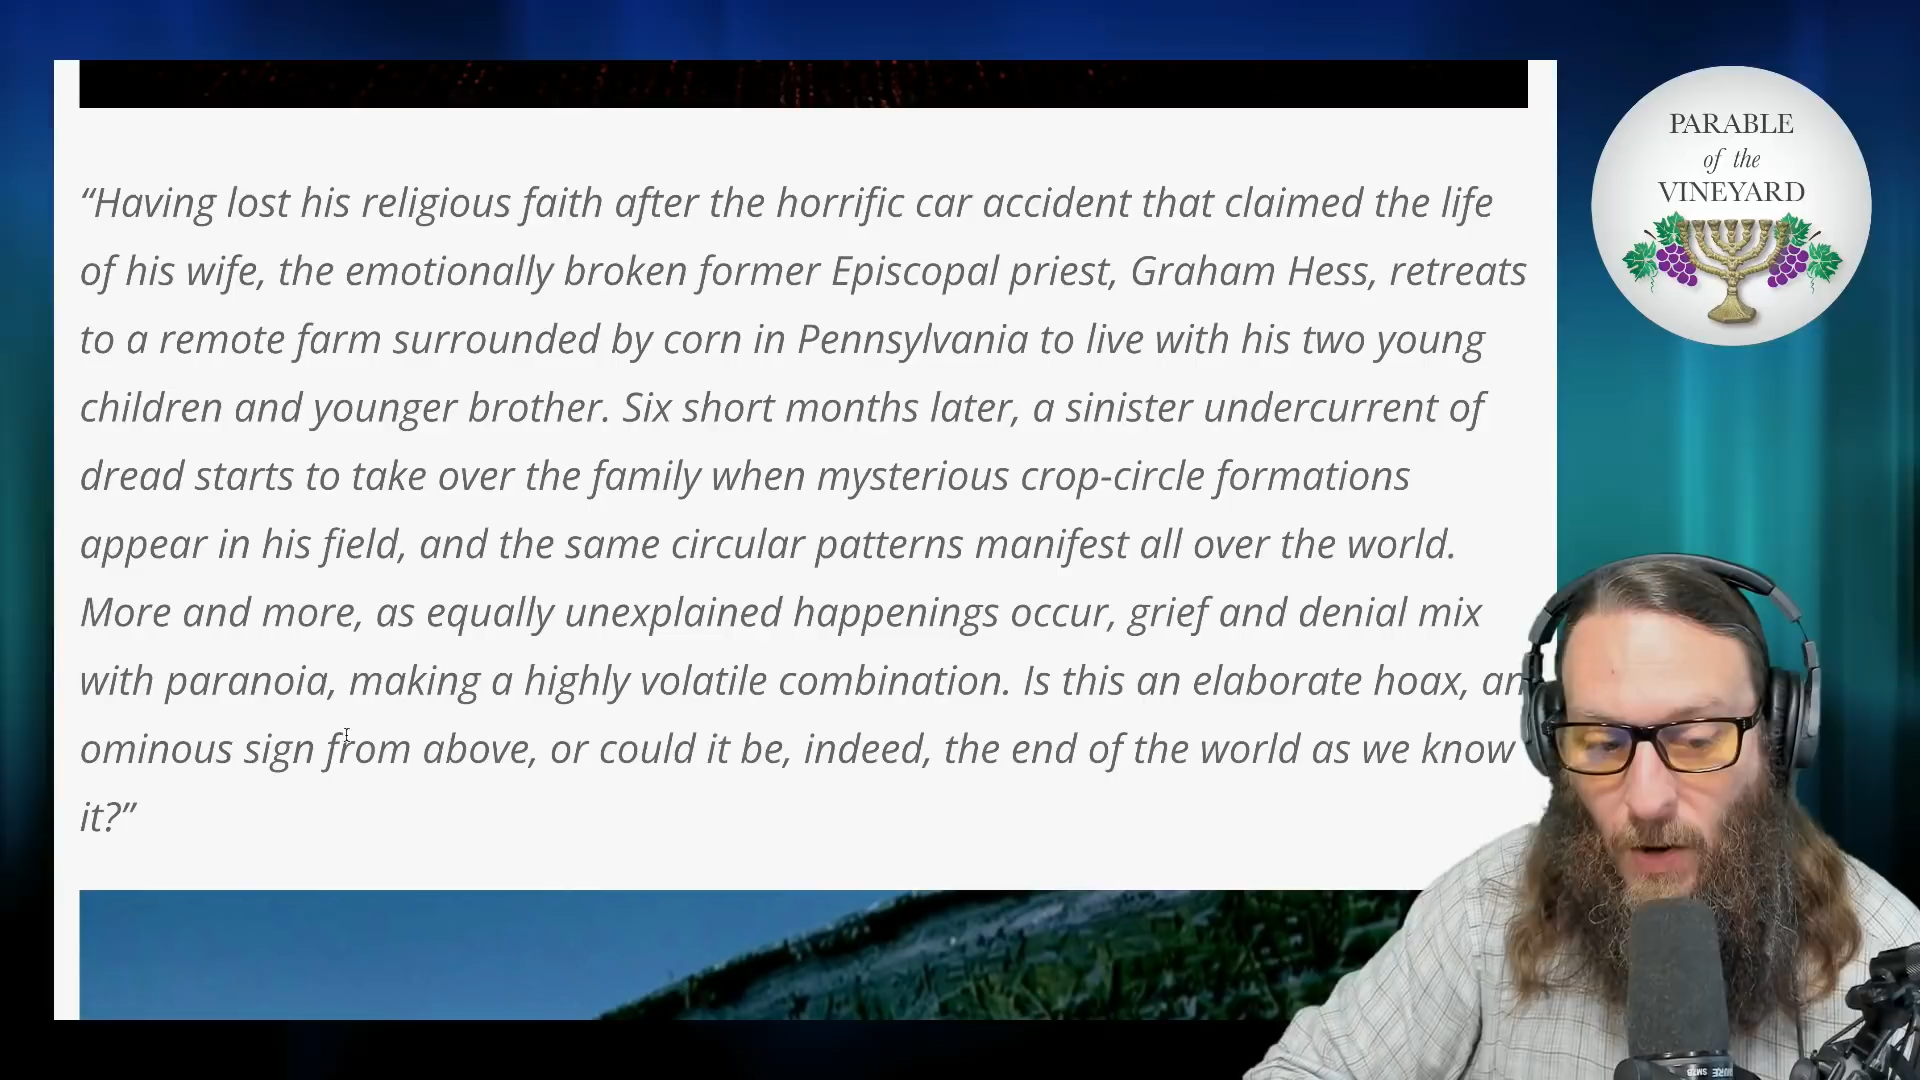 PARABLE
of the
VINEYARD
“Having lost his religious faith after the horrific car accident that claimed the life
of his wife, the emotionally broken former Episcopal priest, Graham Hess, retreats
to a remote farm surrounded by corn in Pennsylvania to live with his two young
children and younger brother. Six short months later, a sinister undercurrent of
dread starts to take over the family when mysterious crop-circle formations
appear in his field, and the same circular patterns manifest all over the world.
More and more, as equally unexplained happenings occur, grief and denial mix
with paranoia, making a highly volatile combination. Is this an elaborate hoax, an
ominous sign from above, or could it be, indeed, the end of the world as we know
it?”